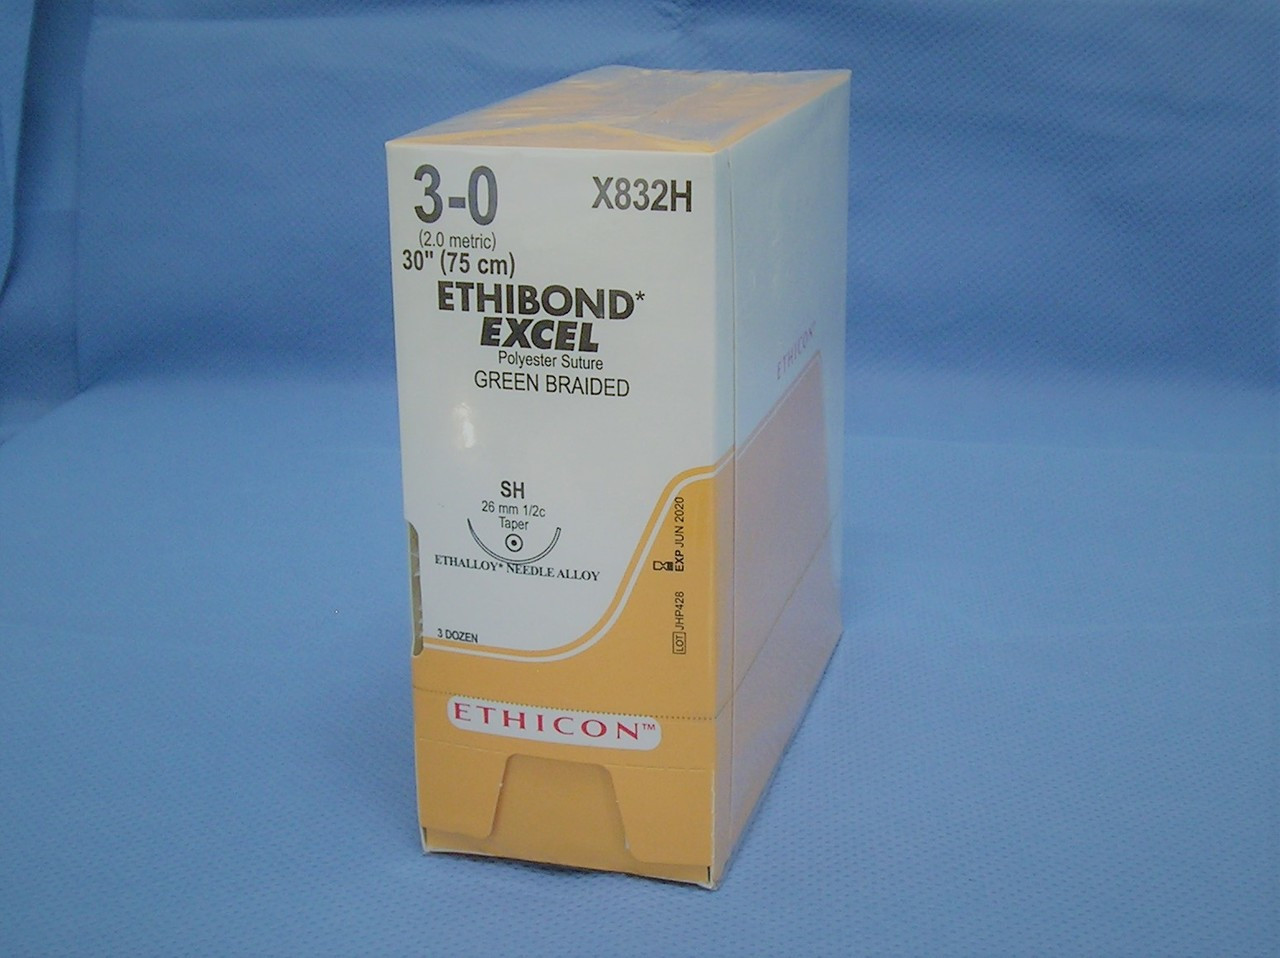 3-0
X832H
(2.0 metric)
30" (75 cm)
ETHIBOND*
EXCEL
Polyester Suture
GREEN BRAIDED
SH
26 mm 1/2c
Taper
ETHALLOY* NEEDLE ALLOY
3 DOZEN
EXP JUN 2020
LOT JHP428
ETHICON™
ETHICON*